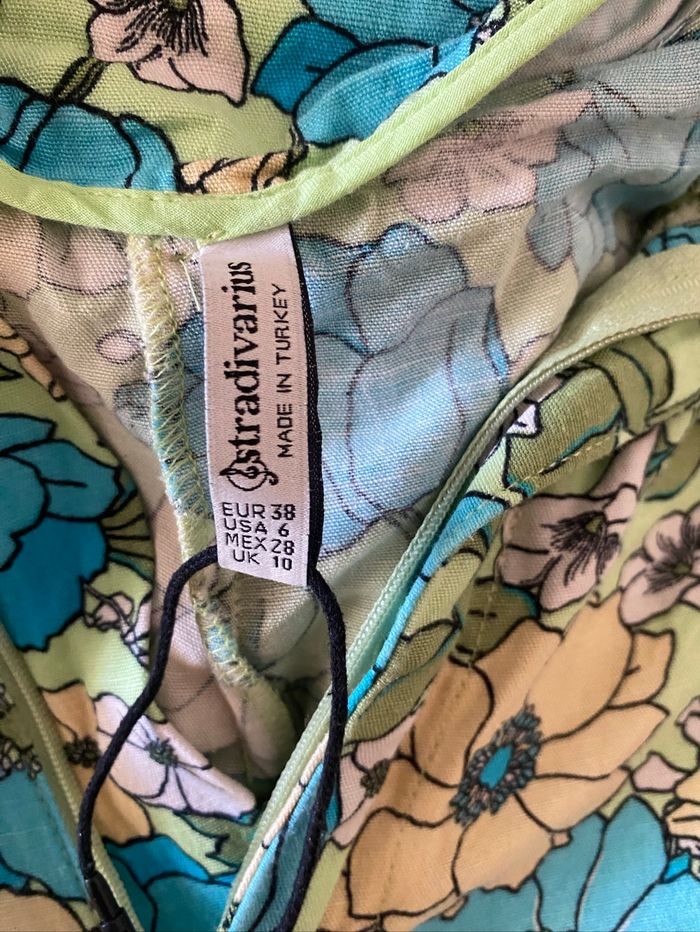 stradivarius
MADE IN TURKEY
EUR 38
USA 6
MEX 28
UK 10